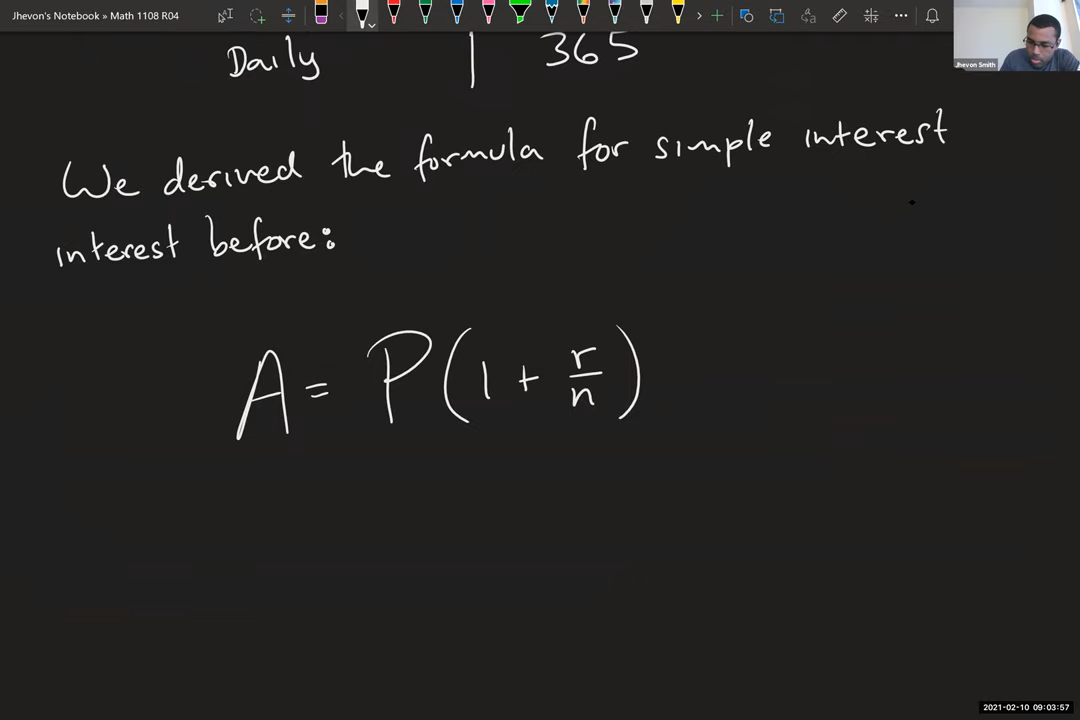 Jhevon's Notebook » Math 1108 R04
Jhevon Smith
Daily | 365
We derived the formula for simple interest
interest before:
A = P(1 + r/n)
2021-02-10 09:03:57